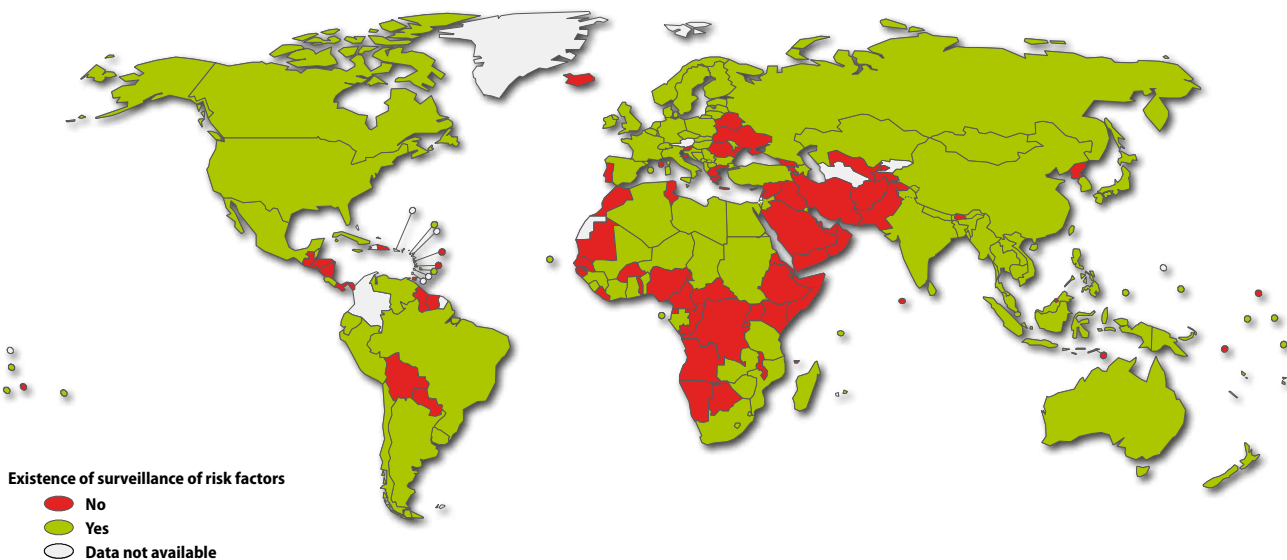 Existence of surveillance of risk factors
No
Yes
Data not available